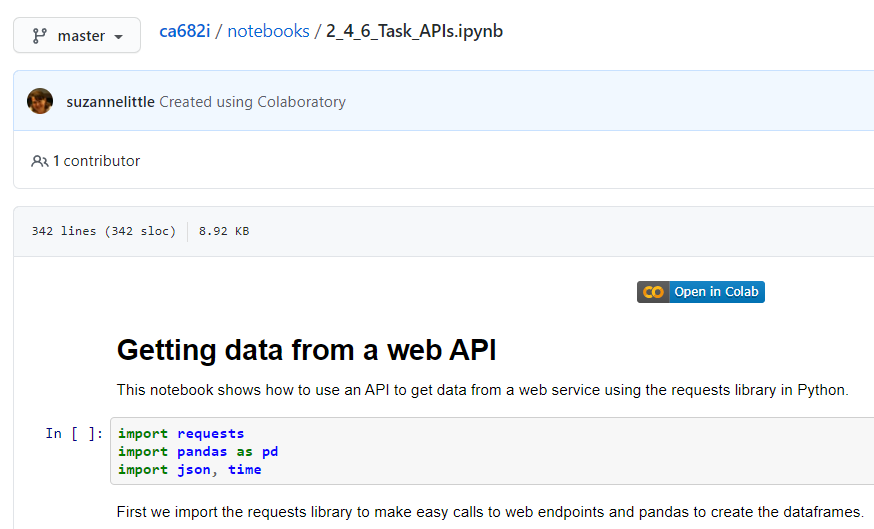 master ca682i / notebooks / 2_4_6_Task_APIs.ipynb
suzannelittle Created using Colaboratory
1 contributor
342 lines (342 sloc) 8.92 KB
Open in Colab
Getting data from a web API
This notebook shows how to use an API to get data from a web service using the requests library in Python.
In [ ]: import requests
import pandas as pd
import json, time
First we import the requests library to make easy calls to web endpoints and pandas to create the dataframes.